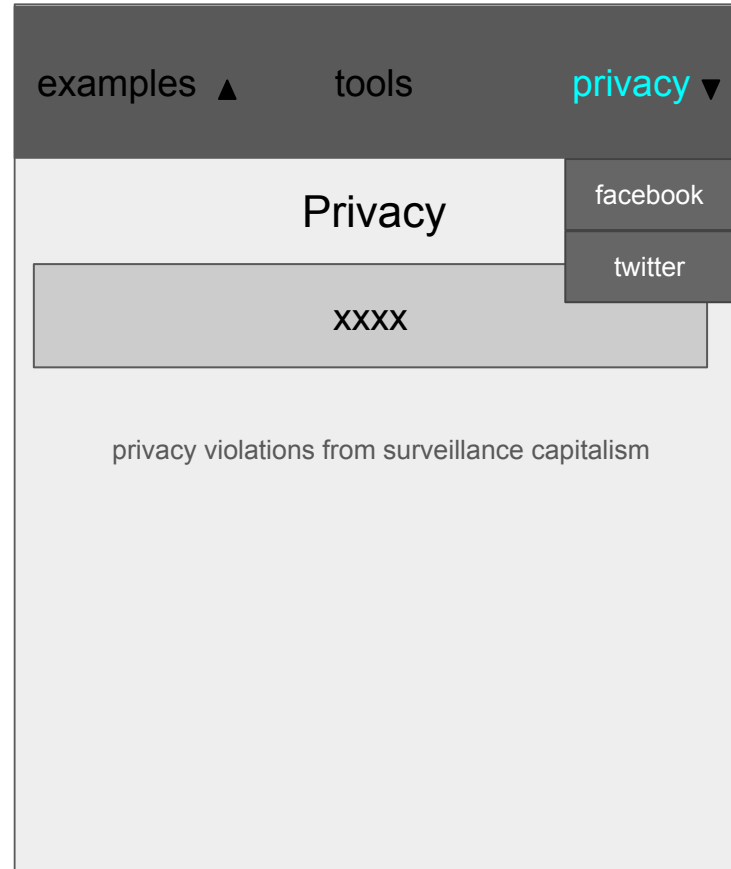 examples ▲ tools privacy ▼
facebook
Privacy
twitter
xxxx
privacy violations from surveillance capitalism